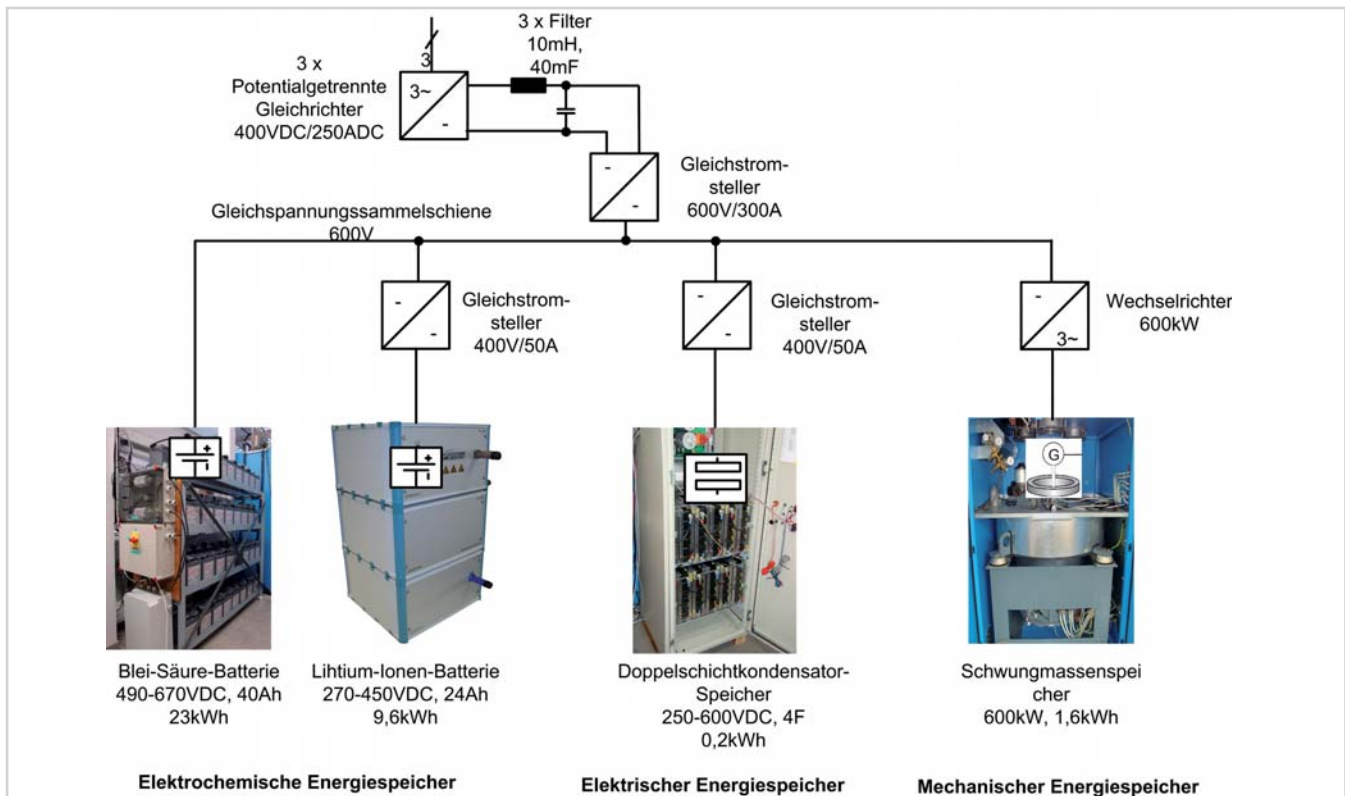 3 x
Potentialgetrennte
Gleichrichter
400VDC/250ADC
3
3~
-
3 x Filter
10mH,
40mF
-
-
Gleichstrom-
steller
600V/300A
Gleichspannungssammelschiene
600V
-
-
Gleichstrom-
steller
400V/50A
-
-
Gleichstrom-
steller
400V/50A
-
3~
Wechselrichter
600kW
+
+
G
Blei-Säure-Batterie
490-670VDC, 40Ah
23kWh
Lihtium-Ionen-Batterie
270-450VDC, 24Ah
9,6kWh
Doppelschichtkondensator-
Speicher
250-600VDC, 4F
0,2kWh
Schwungmassenspei
cher
600kW, 1,6kWh
Elektrochemische Energiespeicher
Elektrischer Energiespeicher
Mechanischer Energiespeicher